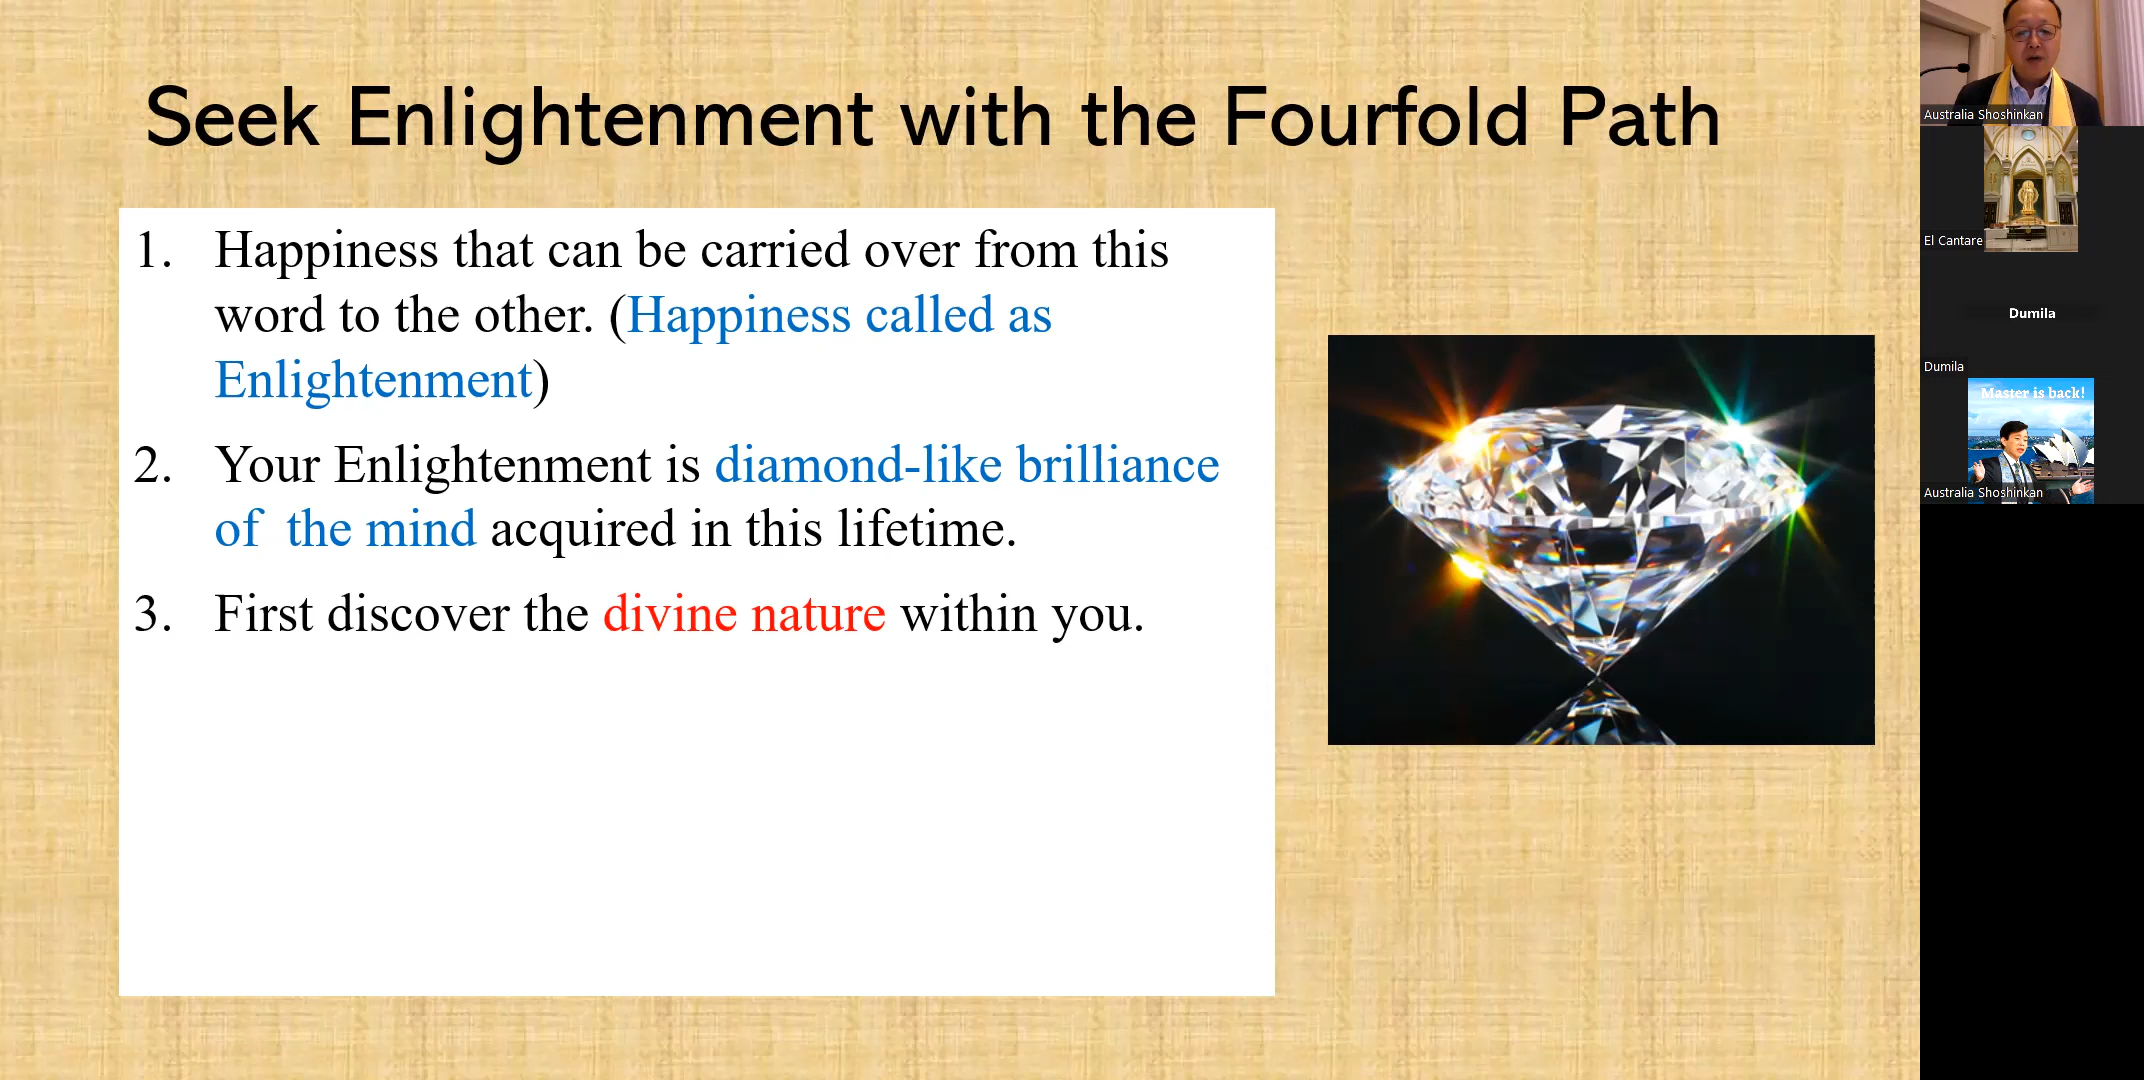 Seek Enlightenment with the Fourfold Path
1. Happiness that can be carried over from this
word to the other. (Happiness called as
Enlightenment)
2. Your Enlightenment is diamond-like brilliance
of  the mind acquired in this lifetime.
3. First discover the divine nature within you.
Australia Shoshinkan
El Cantare
Dumila
Dumila
Master is back!
Australia Shoshinkan